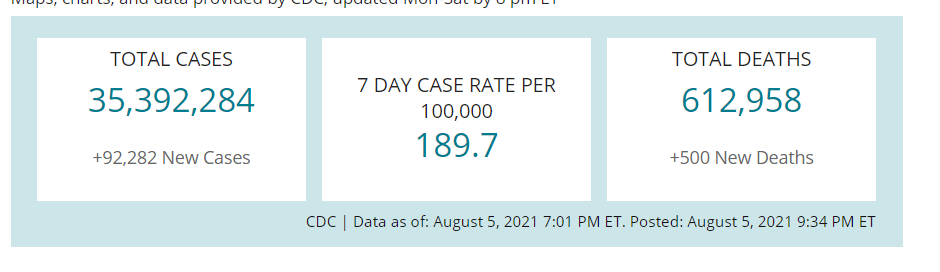 Maps, charts, and data provided by CDC, updated Mon-Sat by 8 pm ET
TOTAL CASES
35,392,284
+92,282 New Cases
7 DAY CASE RATE PER
100,000
189.7
TOTAL DEATHS
612,958
+500 New Deaths
CDC | Data as of: August 5, 2021 7:01 PM ET. Posted: August 5, 2021 9:34 PM ET